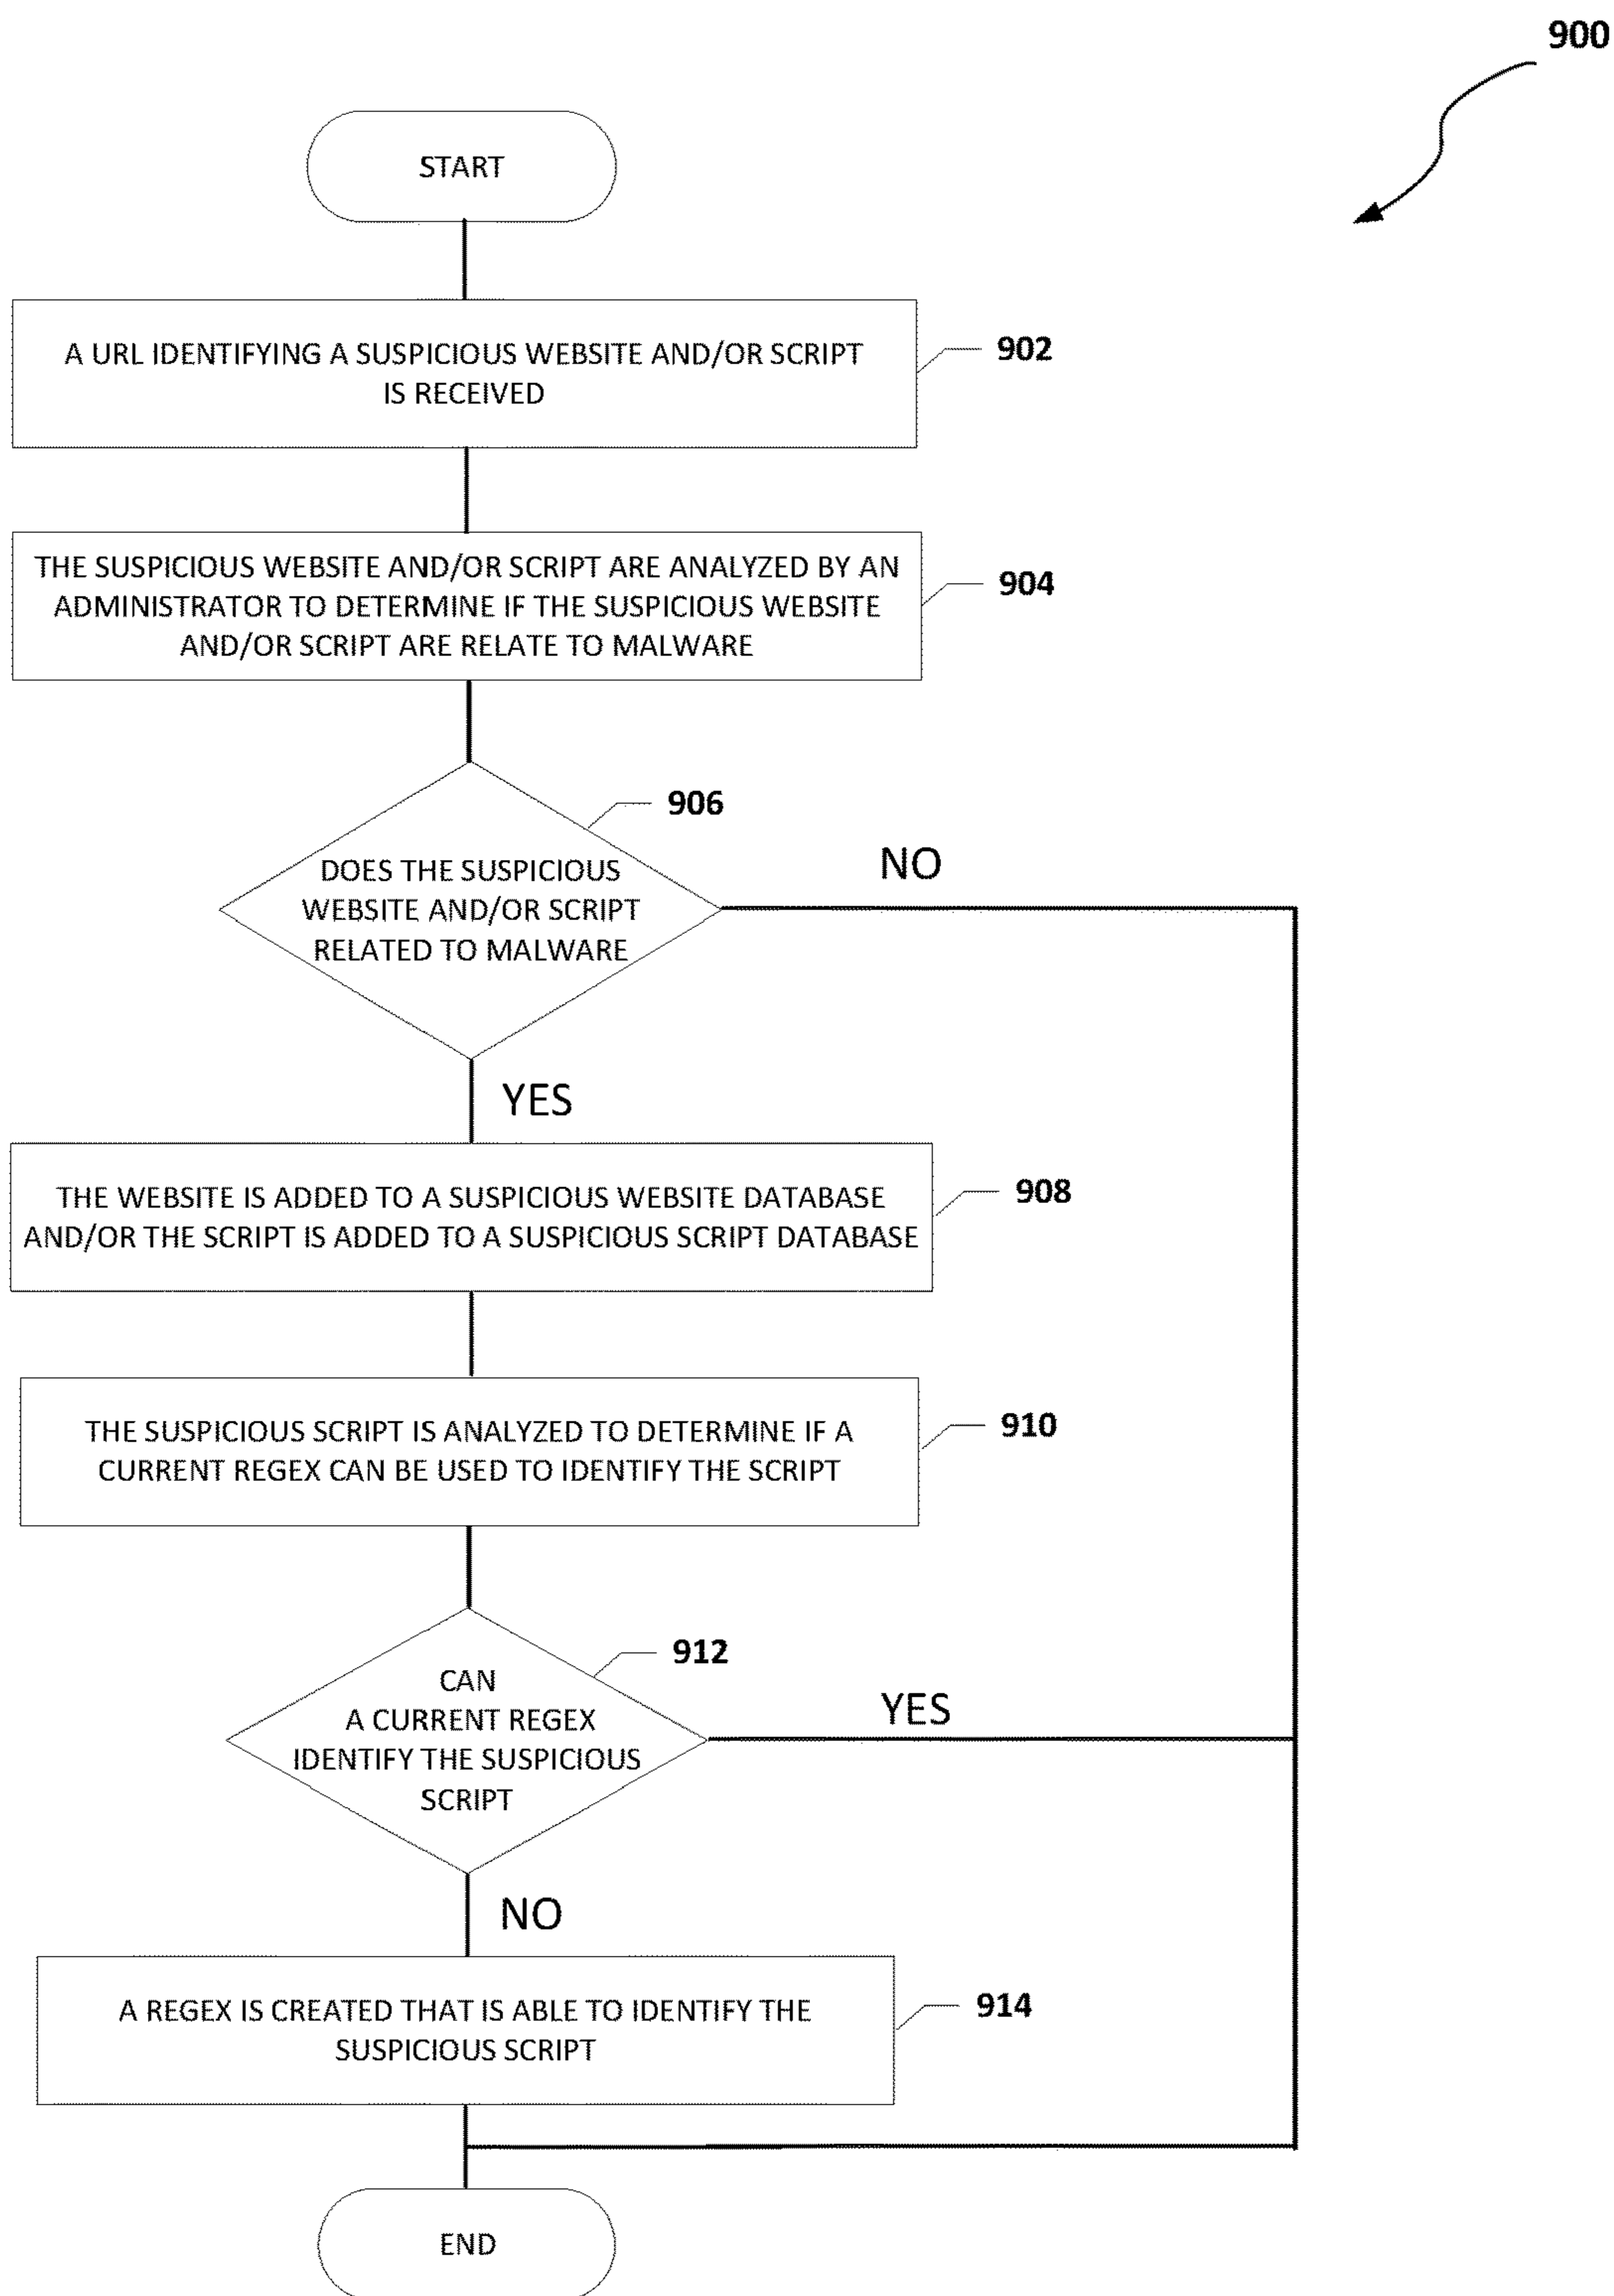 900
START
A URL IDENTIFYING A SUSPICIOUS WEBSITE AND/OR SCRIPT
IS RECEIVED
902
THE SUSPICIOUS WEBSITE AND/OR SCRIPT ARE ANALYZED BY AN
ADMINISTRATOR TO DETERMINE IF THE SUSPICIOUS WEBSITE
AND/OR SCRIPT ARE RELATE TO MALWARE
904
906
DOES THE SUSPICIOUS
WEBSITE AND/OR SCRIPT
RELATED TO MALWARE
NO
YES
THE WEBSITE IS ADDED TO A SUSPICIOUS WEBSITE DATABASE
AND/OR THE SCRIPT IS ADDED TO A SUSPICIOUS SCRIPT DATABASE
908
THE SUSPICIOUS SCRIPT IS ANALYZED TO DETERMINE IF A
CURRENT REGEX CAN BE USED TO IDENTIFY THE SCRIPT
910
912
CAN
A CURRENT REGEX
IDENTIFY THE SUSPICIOUS
SCRIPT
YES
NO
A REGEX IS CREATED THAT IS ABLE TO IDENTIFY THE
SUSPICIOUS SCRIPT
914
END